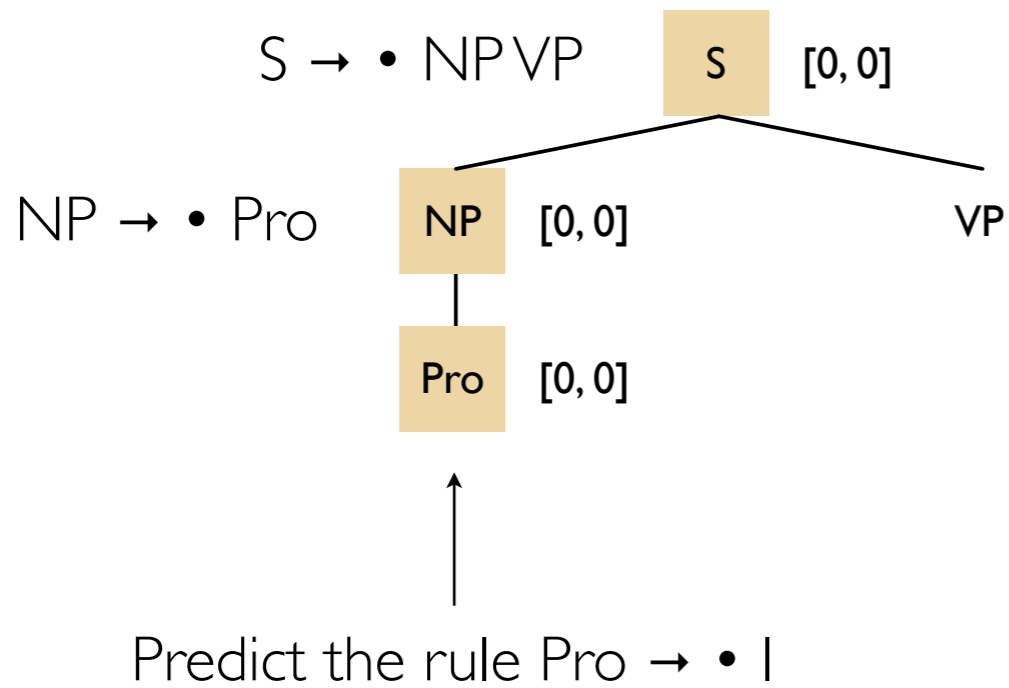 S → • NP VP
S [0, 0]
NP → • Pro
NP [0, 0]
VP
Pro [0, 0]
Predict the rule Pro → • I